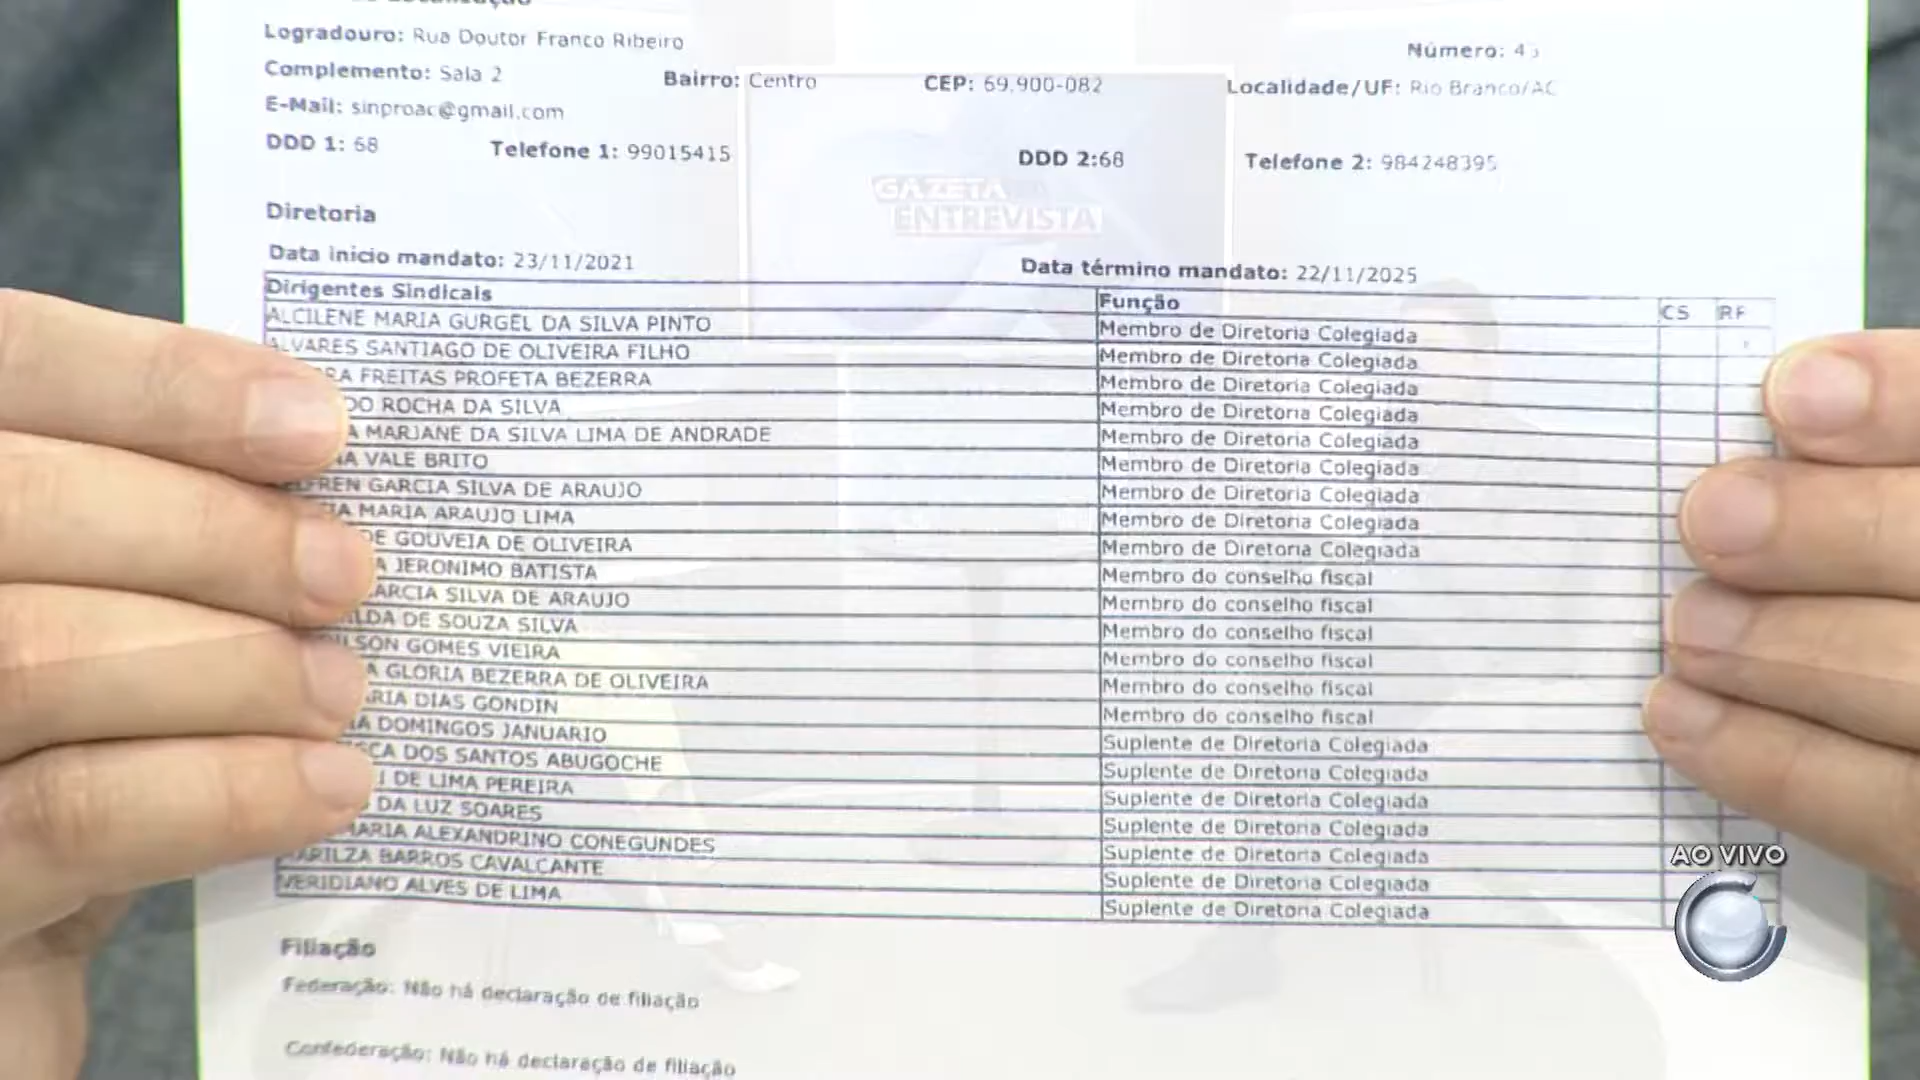 Logradouro: Rua Doutor Franco Ribeiro Número: 45
Complemento: Sala 2 Bairro: Centro CEP: 69.900-082 Localidade/UF: Rio Branco/AC
E-Mail: sinproac@gmail.com
DDD 1: 68 Telefone 1: 99015415 DDD 2:68 Telefone 2: 984248395
GAZETA
ENTREVISTA
Diretoria
Data inicio mandato: 23/11/2021 Data término mandato: 22/11/2025
Dirigentes Sindicais Função CS RF
ALCILENE MARIA GURGEL DA SILVA PINTO Membro de Diretoria Colegiada
ALVARES SANTIAGO DE OLIVEIRA FILHO Membro de Diretoria Colegiada
RA FREITAS PROFETA BEZERRA Membro de Diretoria Colegiada
DO ROCHA DA SILVA Membro de Diretoria Colegiada
A MARJANE DA SILVA LIMA DE ANDRADE Membro de Diretoria Colegiada
NA VALE BRITO Membro de Diretoria Colegiada
FREN GARCIA SILVA DE ARAUJO Membro de Diretoria Colegiada
IA MARIA ARAUJO LIMA Membro de Diretoria Colegiada
DE GOUVEIA DE OLIVEIRA Membro de Diretoria Colegiada
A JERONIMO BATISTA Membro do conselho fiscal
ARCIA SILVA DE ARAUJO Membro do conselho fiscal
ILDA DE SOUZA SILVA Membro do conselho fiscal
ILSON GOMES VIEIRA Membro do conselho fiscal
A GLORIA BEZERRA DE OLIVEIRA Membro do conselho fiscal
ARIA DIAS GONDIN Membro do conselho fiscal
IA DOMINGOS JANUARIO Suplente de Diretoria Colegiada
SCA DOS SANTOS ABUGOCHE Suplente de Diretoria Colegiada
I DE LIMA PEREIRA Suplente de Diretoria Colegiada
DA LUZ SOARES Suplente de Diretoria Colegiada
MARIA ALEXANDRINO CONEGUNDES Suplente de Diretoria Colegiada
MARILZA BARROS CAVALCANTE Suplente de Diretoria Colegiada
VERIDIANO ALVES DE LIMA Suplente de Diretoria Colegiada
AO VIVO
Filiação
Federação: Não há declaração de filiação
Confederação: Não há declaração de filiação